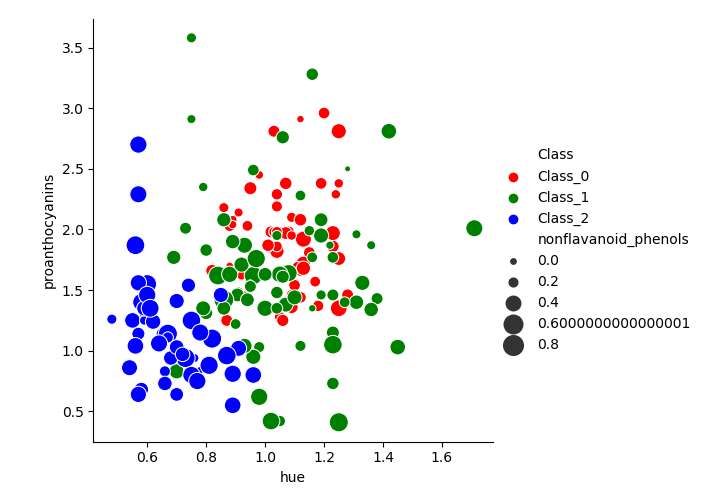 3.5
3.0
2.5
2.0
1.5
1.0
0.5
proanthocyanins
0.6 0.8 1.0 1.2 1.4 1.6
hue
Class
Class_0
Class_1
Class_2
nonflavanoid_phenols
0.0
0.2
0.4
0.6000000000000001
0.8